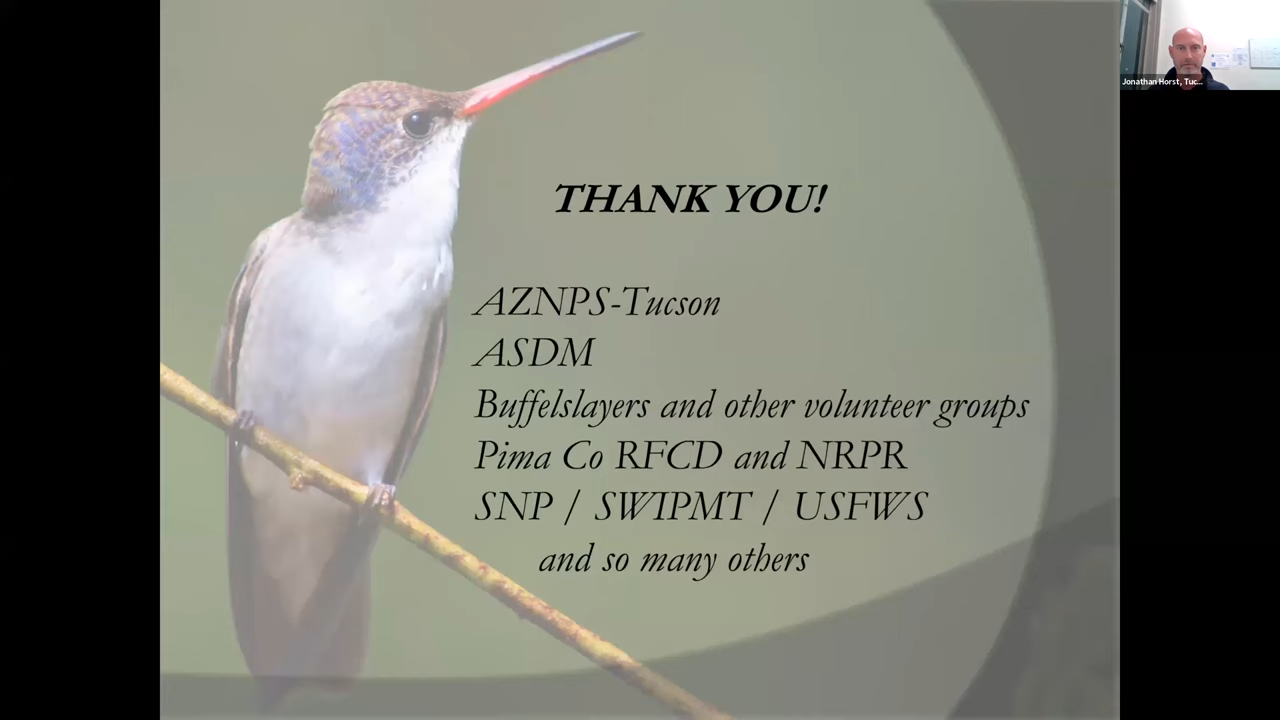 THANK YOU!
AZNPS-Tucson
ASDM
Buffelslayers and other volunteer groups
Pima Co RFCD and NRPR
SNP / SWIPMT / USFWS
and so many others
Jonathan Horst, Tuc...